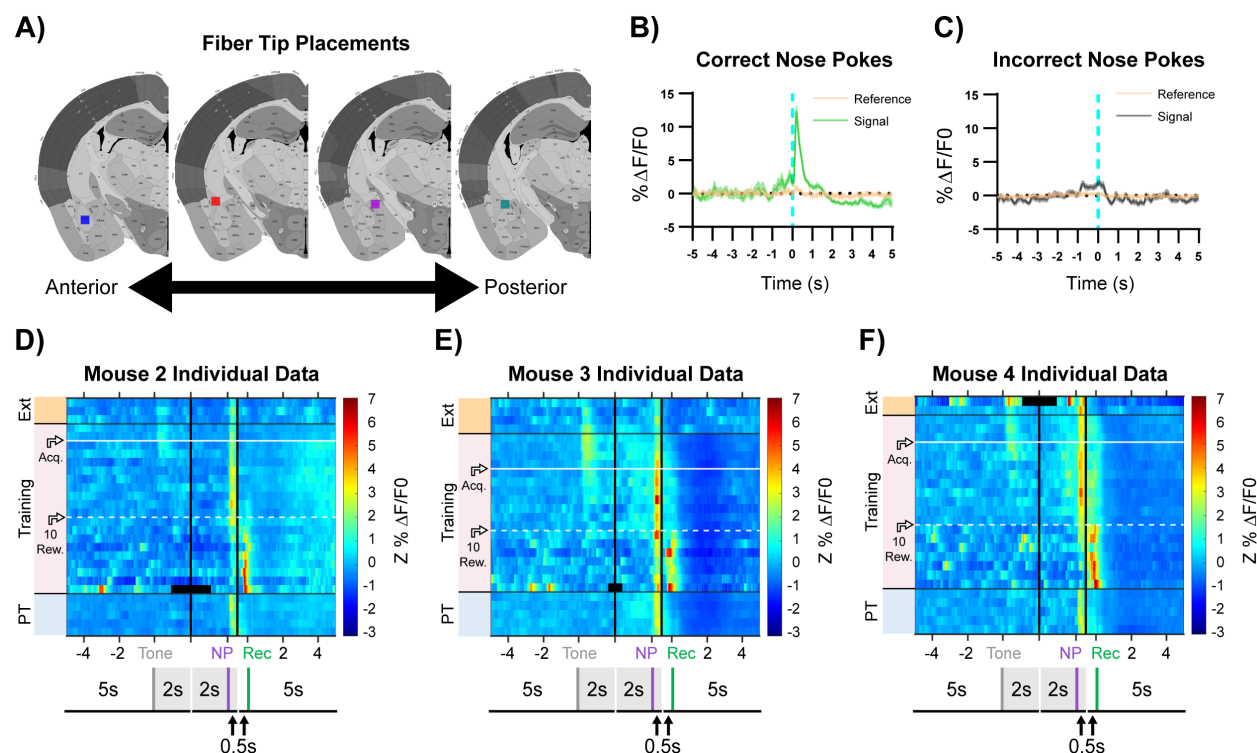 A)
Fiber Tip Placements
Anterior
Posterior
B)
Correct Nose Pokes
15
10
5
0
-5
% ΔF/F0
Reference
Signal
-5 -4 -3 -2 -1 0 1 2 3 4 5
Time (s)
C)
Incorrect Nose Pokes
15
10
5
0
-5
% ΔF/F0
Reference
Signal
-5 -4 -3 -2 -1 0 1 2 3 4 5
Time (s)
D)
Mouse 2 Individual Data
Ext
Acq.
Training
10
Rew.
PT
7
6
5
4
3
2
1
0
-1
-2
-3
Z % ΔF/F0
-4 -2 Tone NP Rec 2 4
5s 2s 2s 5s
0.5s
E)
Mouse 3 Individual Data
Ext
Acq.
Training
10
Rew.
PT
7
6
5
4
3
2
1
0
-1
-2
-3
Z % ΔF/F0
-4 -2 Tone NP Rec 2 4
5s 2s 2s 5s
0.5s
F)
Mouse 4 Individual Data
Ext
Acq.
Training
10
Rew.
PT
7
6
5
4
3
2
1
0
-1
-2
-3
Z % ΔF/F0
-4 -2 Tone NP Rec 2 4
5s 2s 2s 5s
0.5s